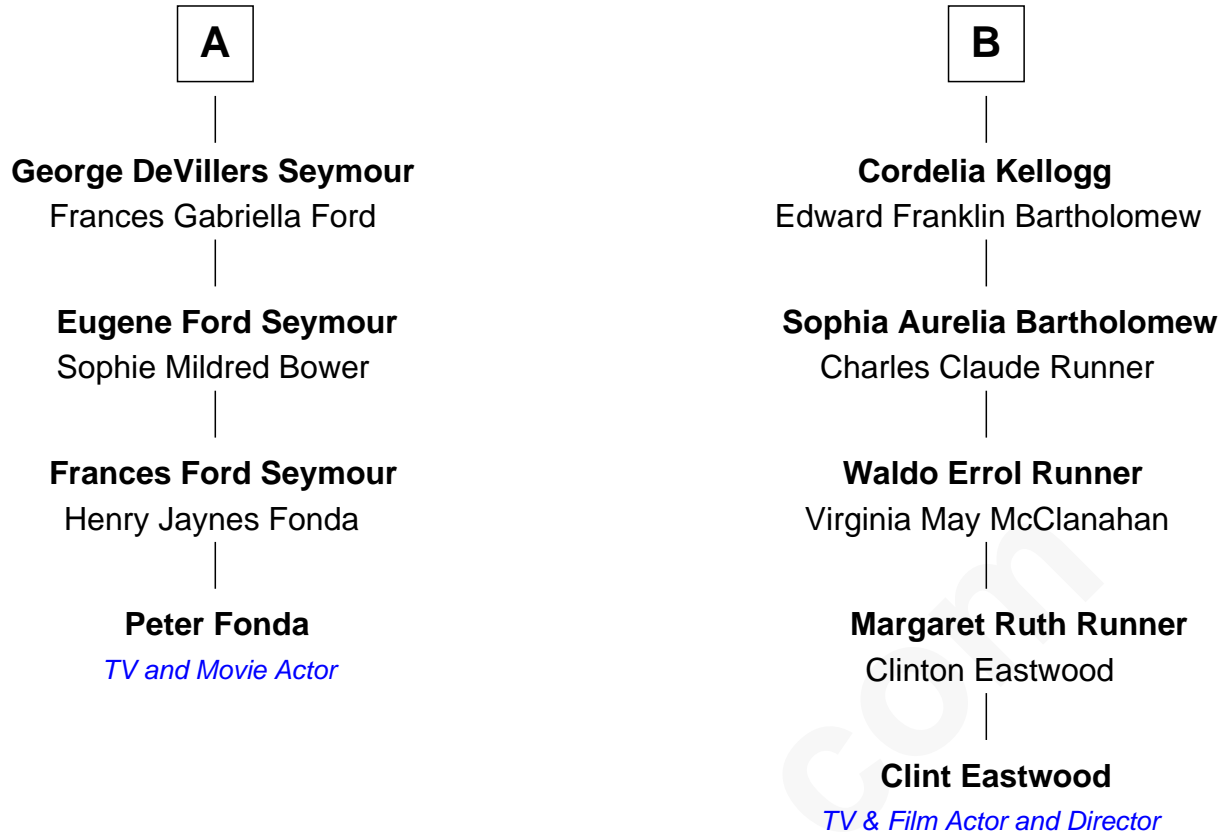 A
George DeVillers Seymour
Frances Gabriella Ford
Eugene Ford Seymour
Sophie Mildred Bower
Frances Ford Seymour
Henry Jaynes Fonda
Peter Fonda
TV and Movie Actor
B
Cordelia Kellogg
Edward Franklin Bartholomew
Sophia Aurelia Bartholomew
Charles Claude Runner
Waldo Errol Runner
Virginia May McClanahan
Margaret Ruth Runner
Clinton Eastwood
Clint Eastwood
TV & Film Actor and Director
com